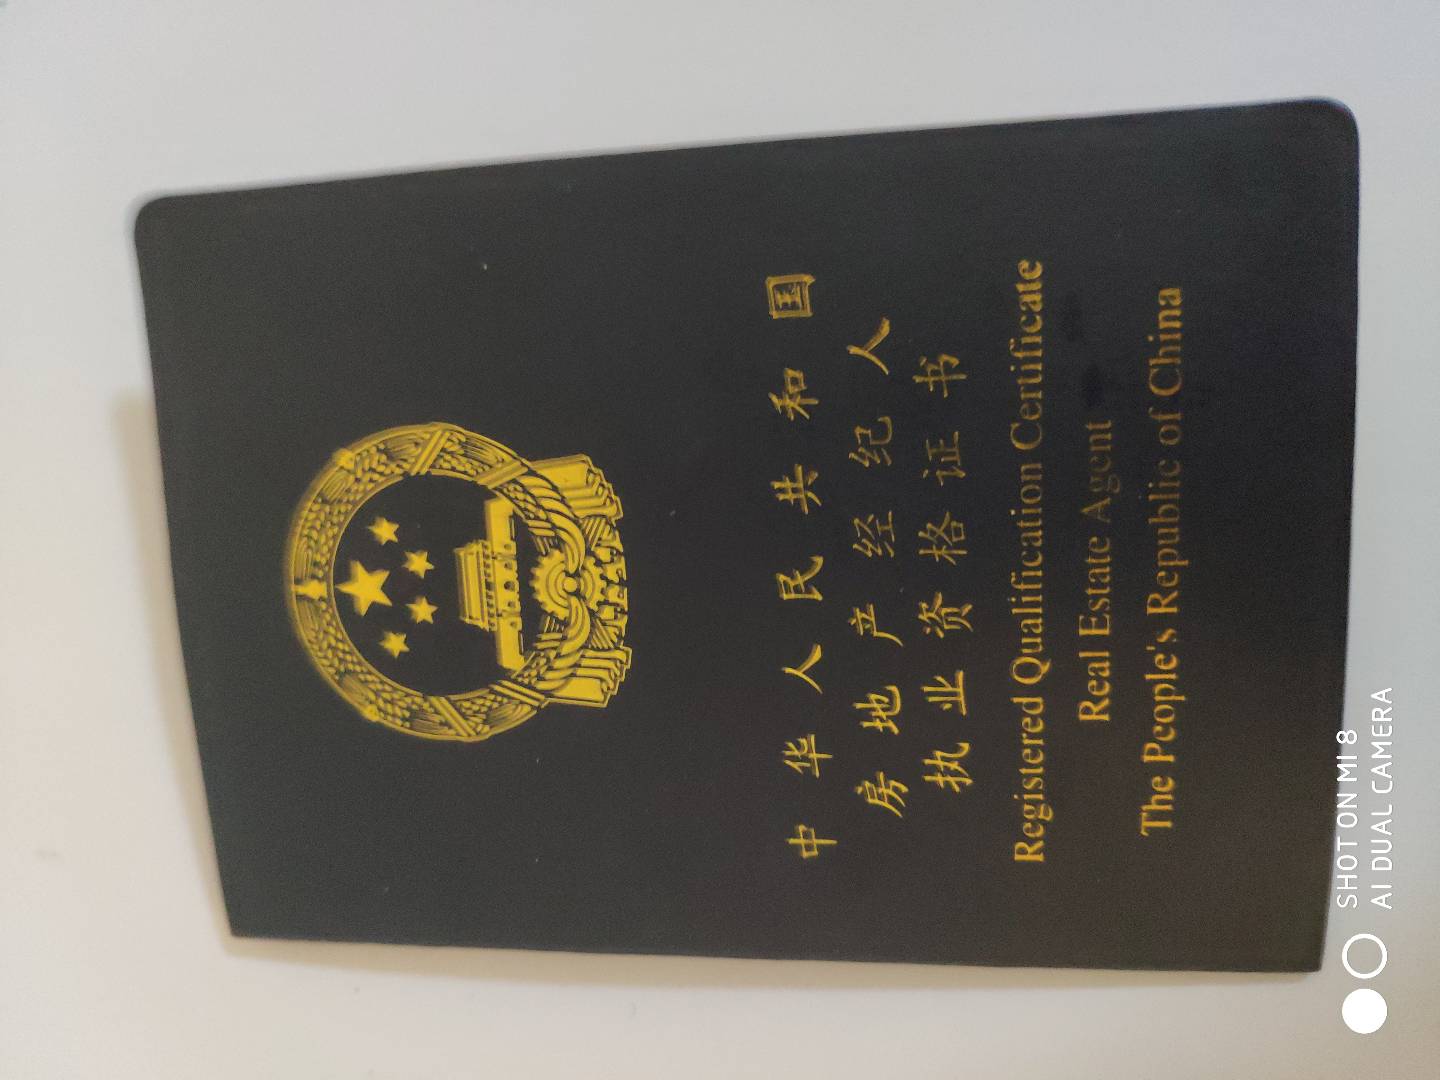 中华人民共和国
房地产经纪人
执业资格证书
Registered Qualification Certificate
Real Estate Agent
The People's Republic of China
SHOT ON MI 8
AI DUAL CAMERA